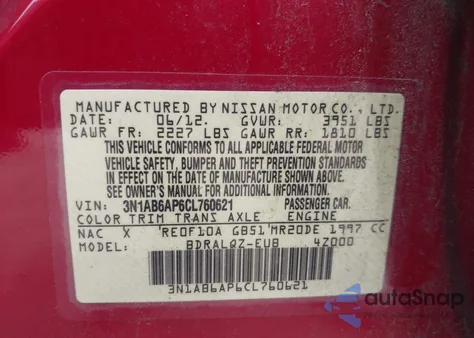 MANUFACTURED BY NISSAN MOTOR CO., LTD.
DATE: 06/12. GVWR: 3951 LBS
GAWR FR: 2227 LBS GAWR RR: 1810 LBS
THIS VEHICLE CONFORMS TO ALL APPLICABLE FEDERAL MOTOR
VEHICLE SAFETY, BUMPER AND THEFT PREVENTION STANDARDS
IN EFFECT ON THE DATE OF MANUFACTURE SHOWN ABOVE.
SEE OWNER'S MANUAL FOR ADDITIONAL INFORMATION.
VIN: 3N1AB6AP6CL760621 PASSENGER CAR.
COLOR TRIM TRANS AXLE ENGINE
NAC X RE0F10A GB51 MR20DE 1997 CC
MODEL: BDRALQZ-EUB 4Z000
3N1AB6AP6CL760621
autoSnap